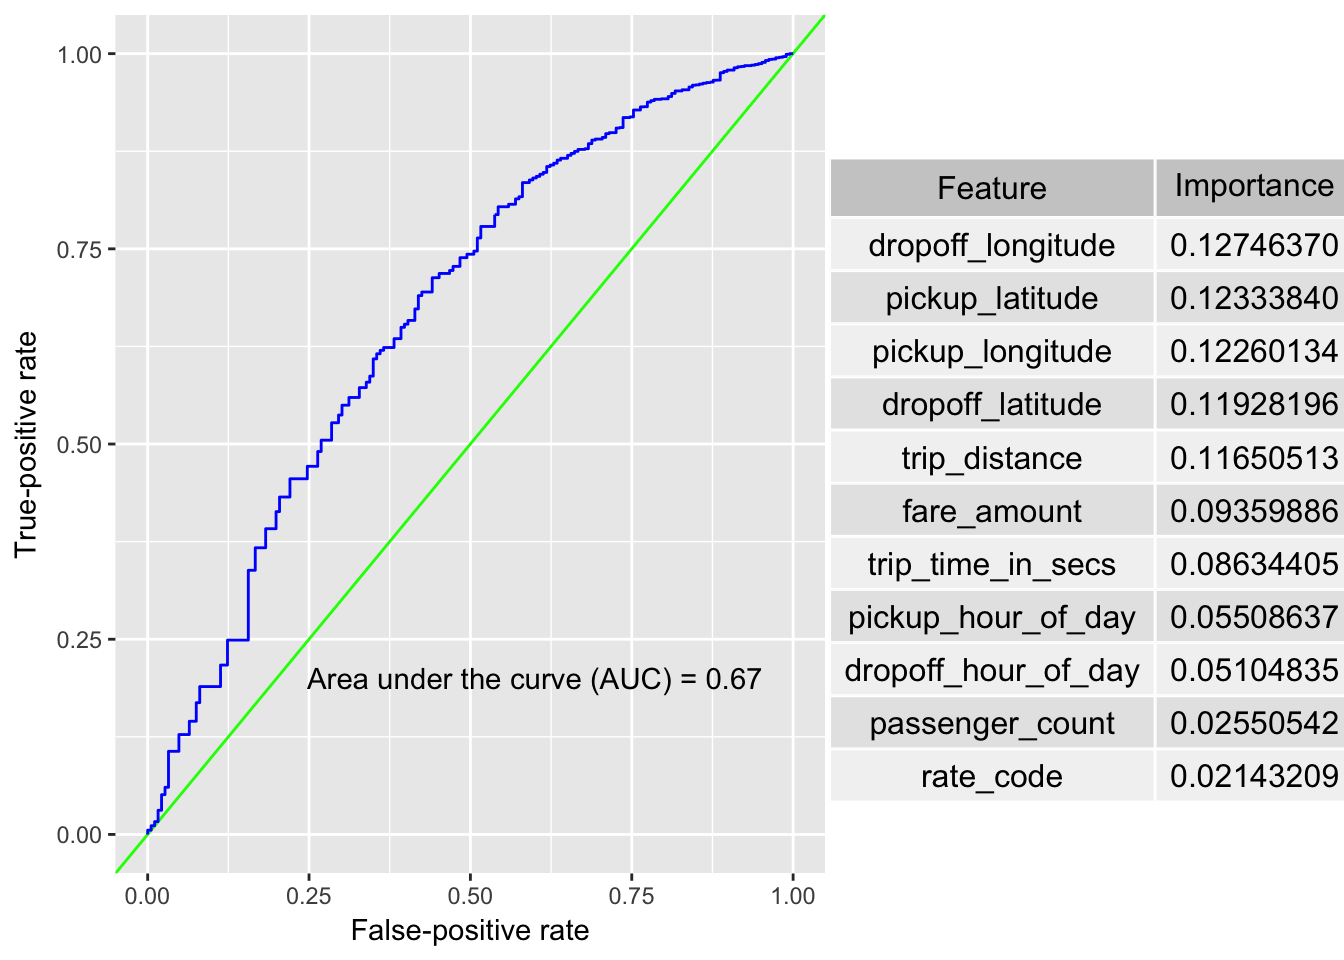 1.00
0.75
0.50
0.25
0.00
True-positive rate
Area under the curve (AUC) = 0.67
0.00 0.25 0.50 0.75 1.00
False-positive rate
Feature Importance
dropoff_longitude 0.12746370
pickup_latitude 0.12333840
pickup_longitude 0.12260134
dropoff_latitude 0.11928196
trip_distance 0.11650513
fare_amount 0.09359886
trip_time_in_secs 0.08634405
pickup_hour_of_day 0.05508637
dropoff_hour_of_day 0.05104835
passenger_count 0.02550542
rate_code 0.02143209